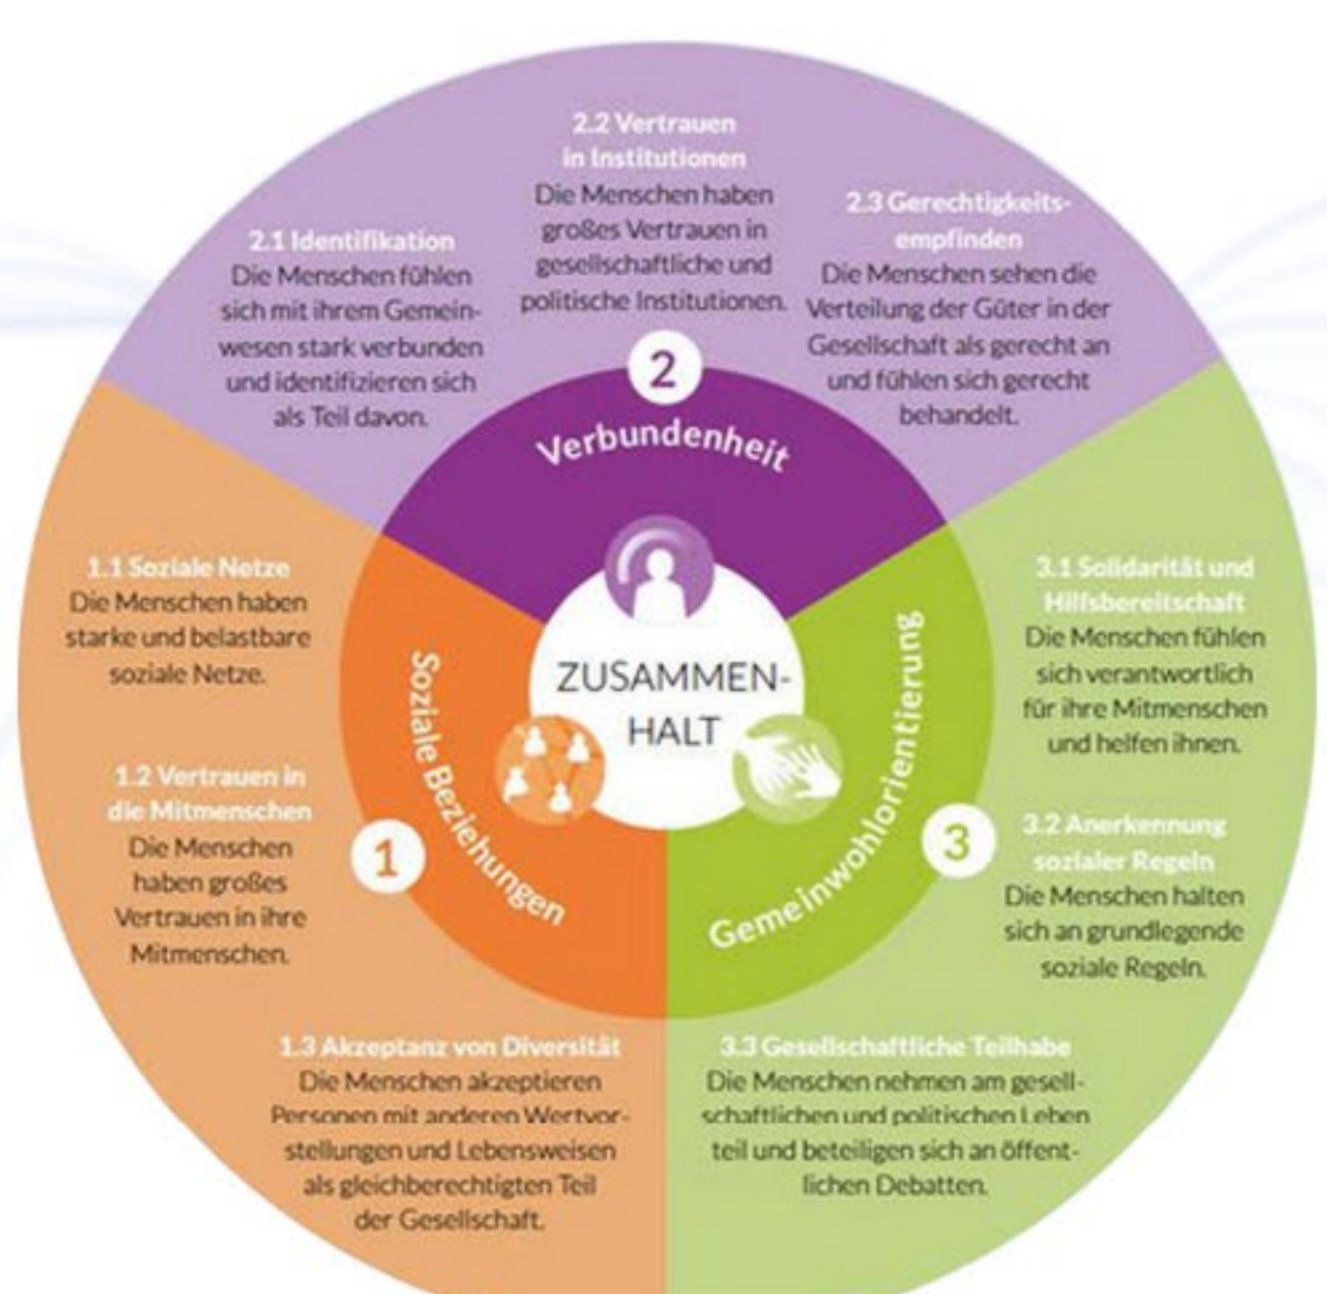 2.2 Vertrauen
in Institutionen
Die Menschen haben
großes Vertrauen in
gesellschaftliche und
politische Institutionen.
2.1 Identifikation
Die Menschen fühlen
sich mit ihrem Gemein-
wesen stark verbunden
und identifizieren sich
als Teil davon.
2.3 Gerechtigkeits-
empfinden
Die Menschen sehen die
Verteilung der Güter in der
Gesellschaft als gerecht an
und fühlen sich gerecht
behandelt.
2
Verbundenheit
1.1 Soziale Netze
Die Menschen haben
starke und belastbare
soziale Netze.
1.2 Vertrauen in
die Mitmenschen
Die Menschen
haben großes
Vertrauen in ihre
Mitmenschen.
1
Soziale Beziehungen
ZUSAMMEN-
HALT
Gemeinwohlorientierung
3
3.1 Solidarität und
Hilfsbereitschaft
Die Menschen fühlen
sich verantwortlich
für ihre Mitmenschen
und helfen ihnen.
3.2 Anerkennung
sozialer Regeln
Die Menschen halten
sich an grundlegende
soziale Regeln.
1.3 Akzeptanz von Diversität
Die Menschen akzeptieren
Personen mit anderen Wertvor-
stellungen und Lebensweisen
als gleichberechtigten Teil
der Gesellschaft.
3.3 Gesellschaftliche Teilhabe
Die Menschen nehmen am gesell-
schaftlichen und politischen Leben
teil und beteiligen sich an öffent-
lichen Debatten.